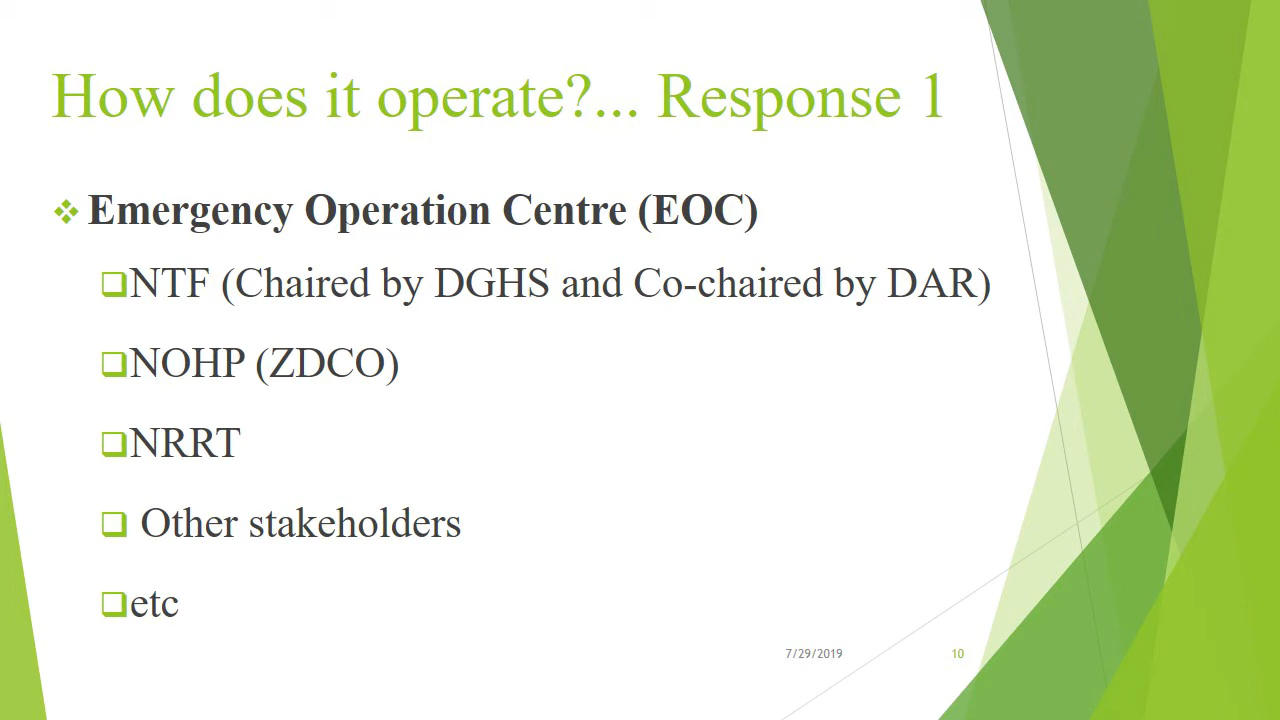 How does it operate?... Response 1
❖ Emergency Operation Centre (EOC)
❑NTF (Chaired by DGHS and Co-chaired by DAR)
❑NOHP (ZDCO)
❑NRRT
❑ Other stakeholders
❑etc
7/29/2019
10